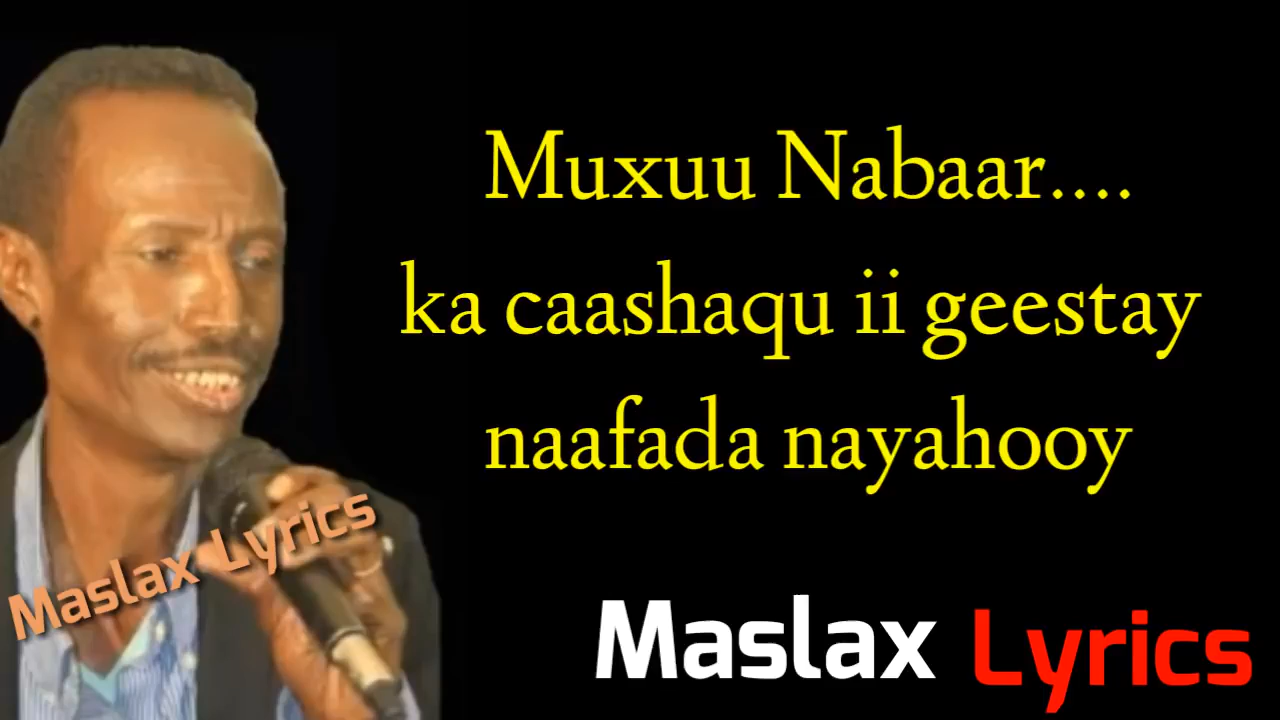 Muxuu Nabaar....
ka caashaqu ii geestay
naafada nayahooy
Maslax Lyrics
Maslax Lyrics